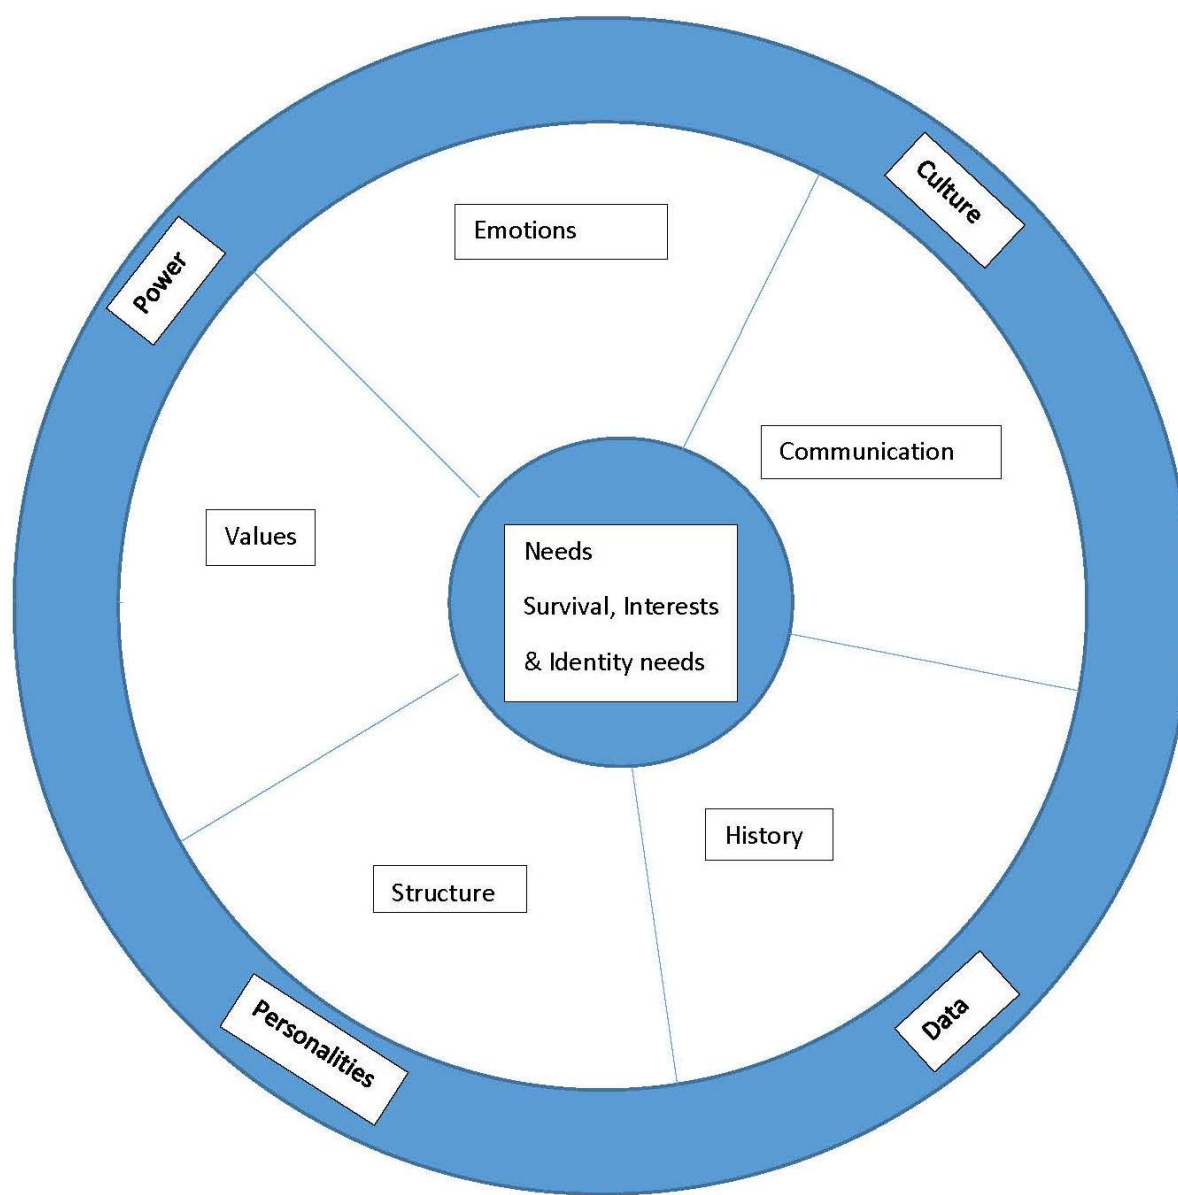 Culture
Power
Emotions
Communication
Values
Needs
Survival, Interests
& Identity needs
History
Structure
Personalities
Data